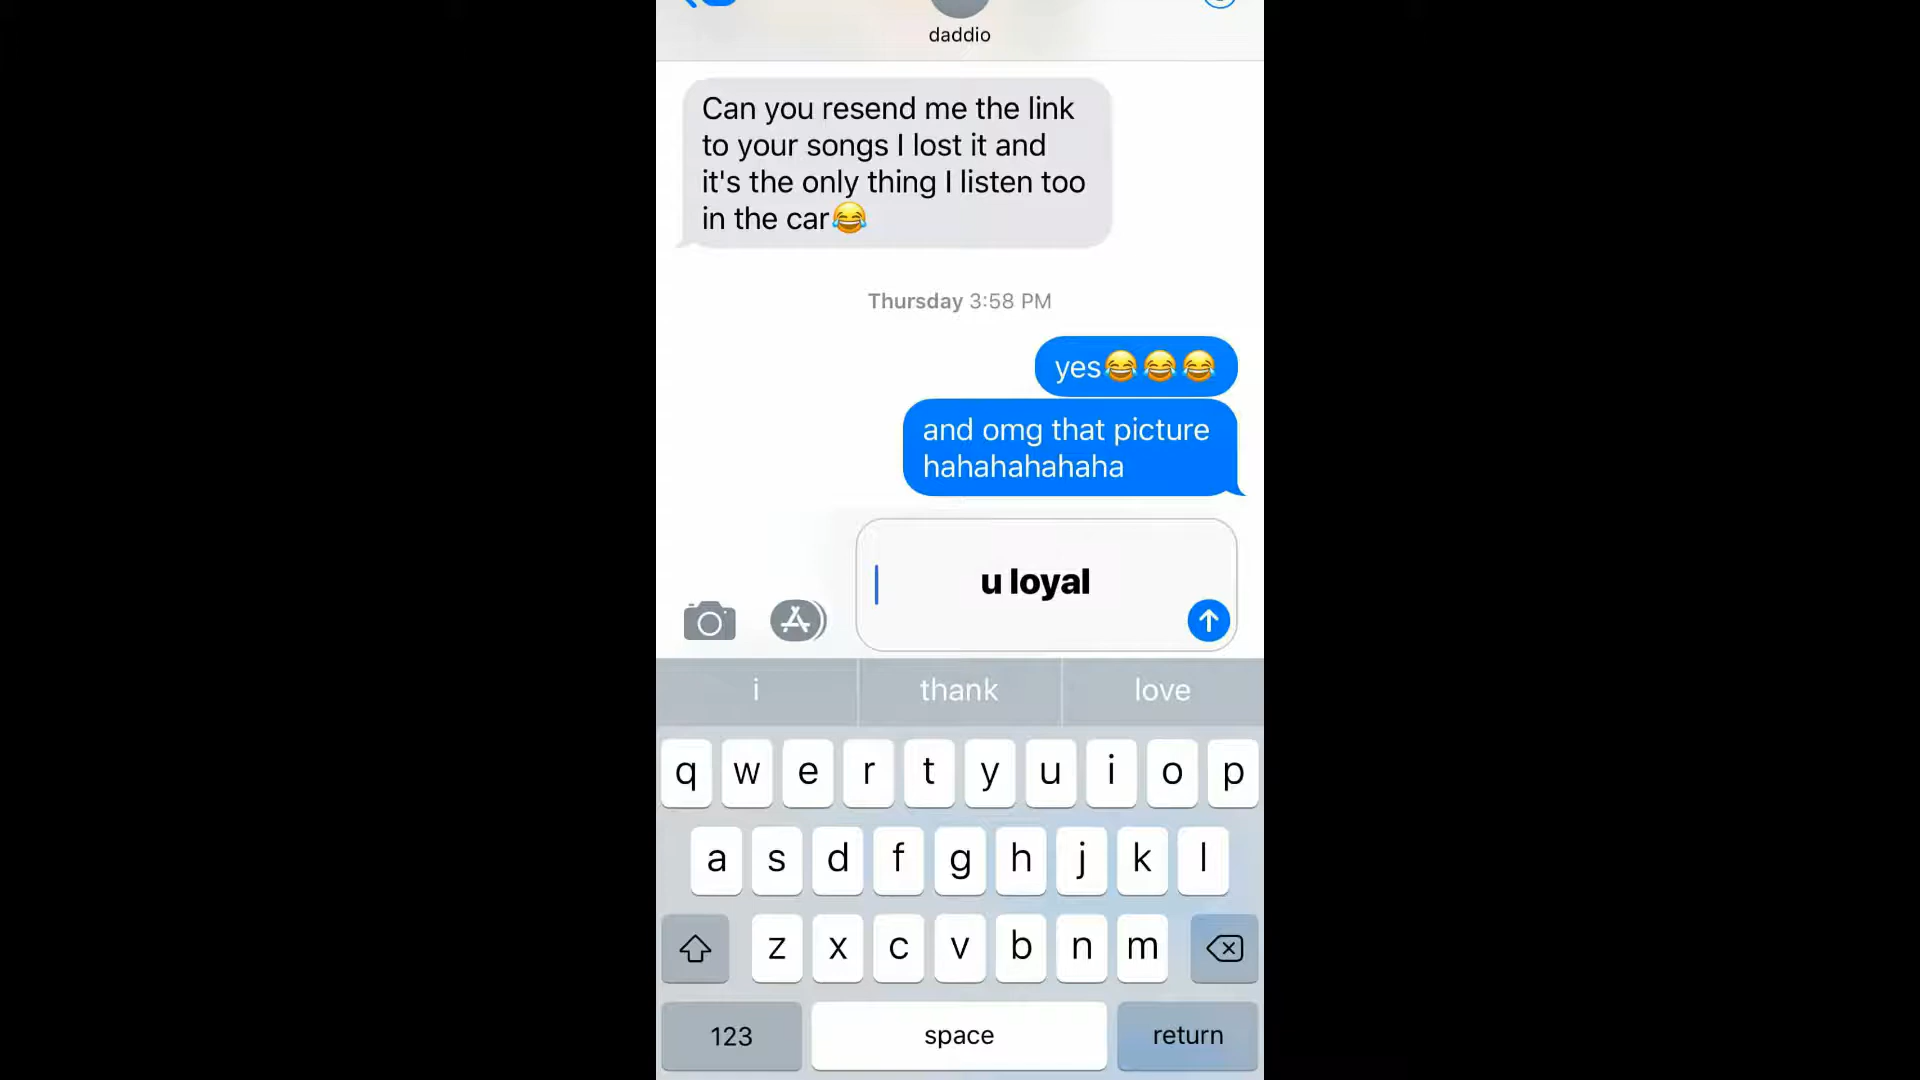 daddio
Can you resend me the link
to your songs I lost it and
it's the only thing I listen too
in the car😂
Thursday 3:58 PM
yes😂😂😂
and omg that picture
hahahahahaha
u loyal
i thank love
q w e r t y u i o p
a s d f g h j k l
z x c v b n m
123 space return